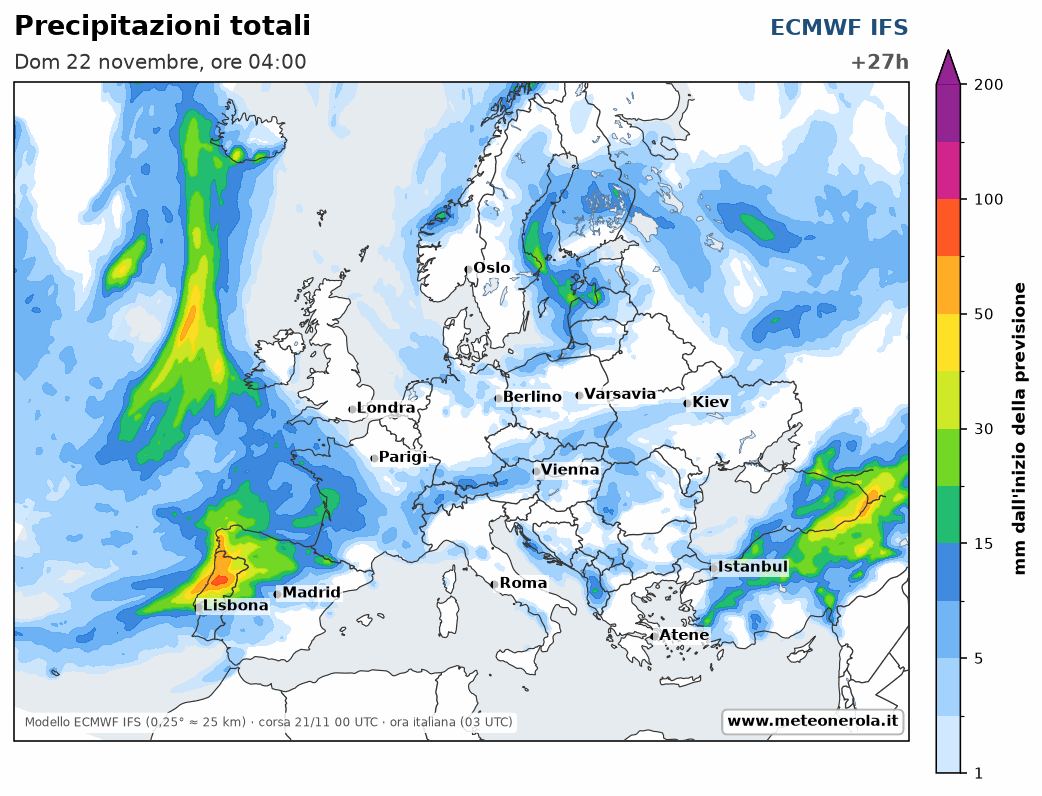 Precipitazioni totali
ECMWF IFS
Dom 22 novembre, ore 04:00
+27h
200
100
50
30
15
5
1
mm dall'inizio della previsione
Oslo
Londra
Berlino
Varsavia
Kiev
Parigi
Vienna
Istanbul
Roma
Madrid
Lisbona
Atene
Modello ECMWF IFS (0,25° ≈ 25 km) · corsa 21/11 00 UTC · ora italiana (03 UTC)
www.meteonerola.it